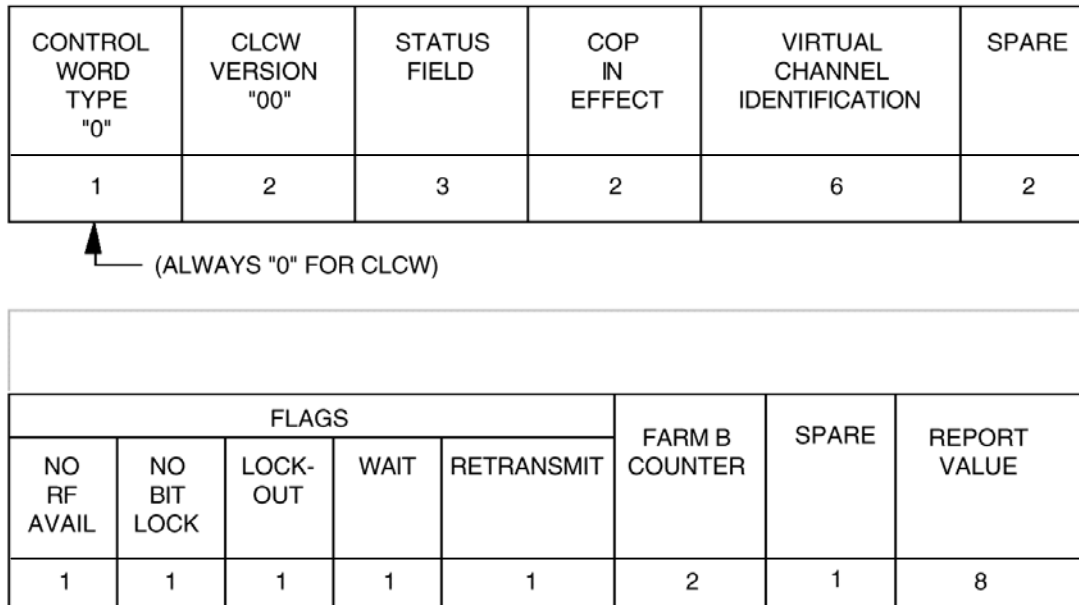 CONTROL WORD TYPE "0"
CLCW VERSION "00"
STATUS FIELD
COP IN EFFECT
VIRTUAL CHANNEL IDENTIFICATION
SPARE
1
2
3
2
6
2
(ALWAYS "0" FOR CLCW)
FLAGS
NO RF AVAIL
NO BIT LOCK
LOCK-OUT
WAIT
RETRANSMIT
FARM B COUNTER
SPARE
REPORT VALUE
1
1
1
1
1
2
1
8